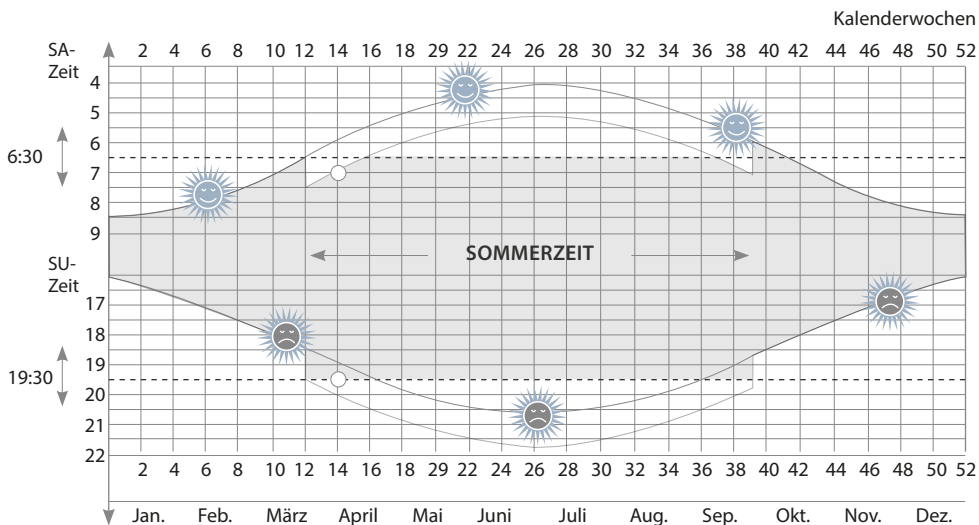 Kalenderwochen
SA-
Zeit
2 4 6 8 10 12 14 16 18 29 22 24 26 28 30 32 34 36 38 40 42 44 46 48 50 52
4
5
6
6:30
7
8
9
SOMMERZEIT
SU-
Zeit
17
18
19
19:30
20
21
22
2 4 6 8 10 12 14 16 18 29 22 24 26 28 30 32 34 36 38 40 42 44 46 48 50 52
Jan. Feb. März April Mai Juni Juli Aug. Sep. Okt. Nov. Dez.